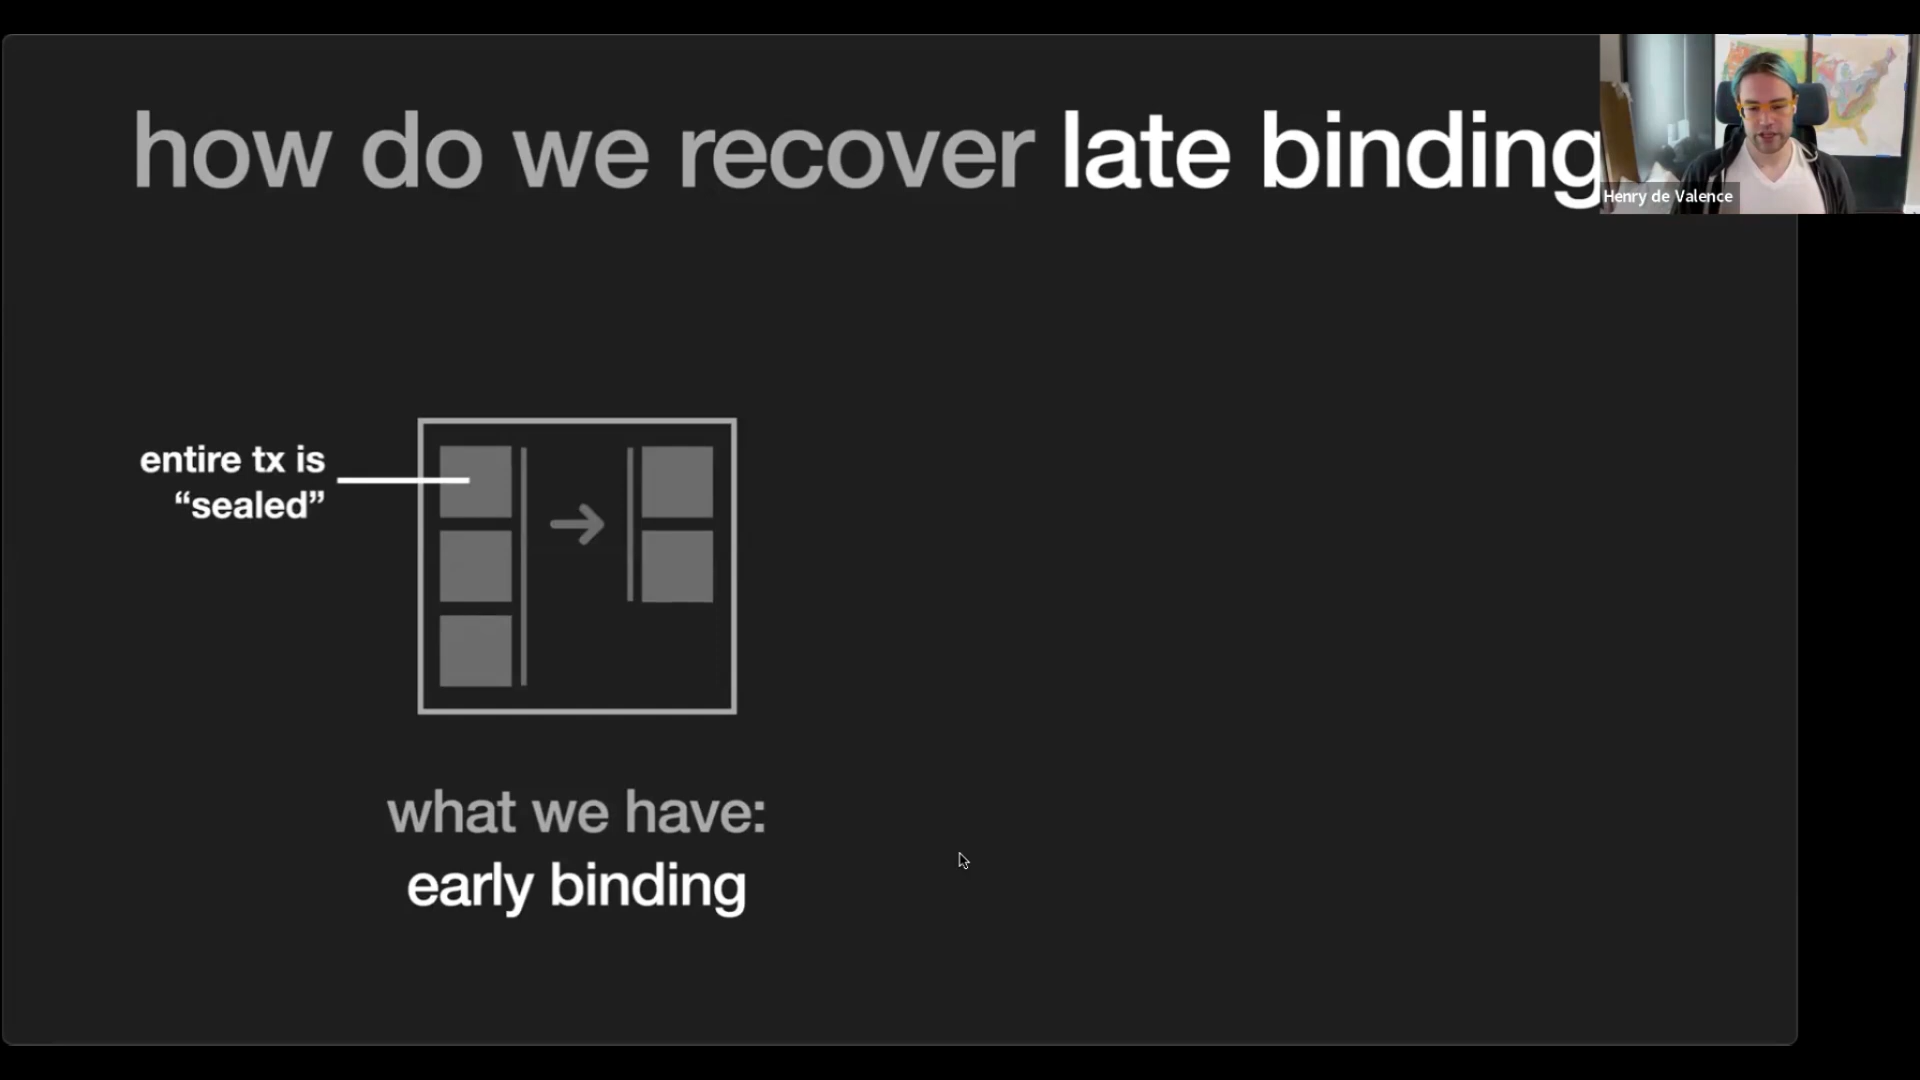 how do we recover late binding
Henry de Valence
entire tx is
“sealed”
what we have:
early binding